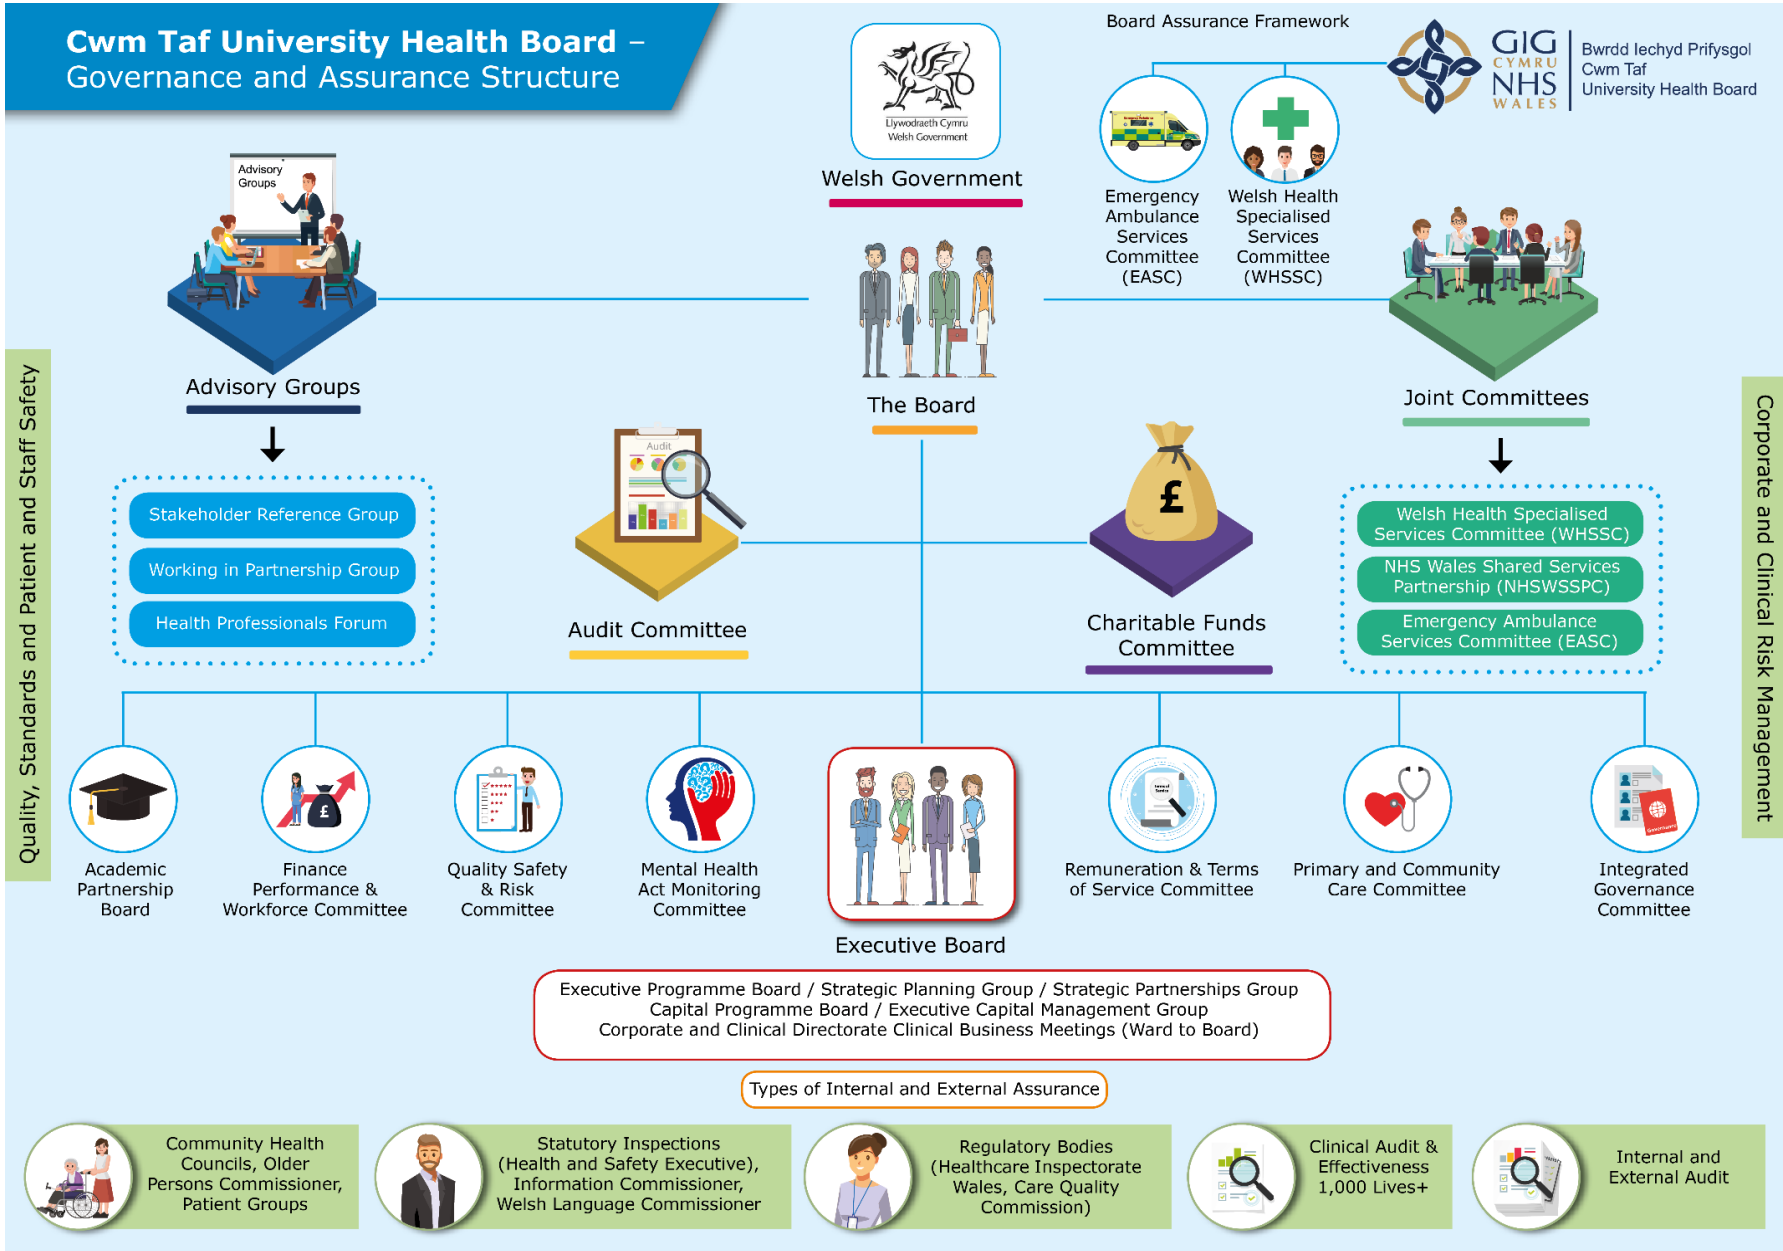 Cwm Taf University Health Board –
Governance and Assurance Structure
Llywodraeth Cymru
Welsh Government
Welsh Government
Board Assurance Framework
GIG
CYMRU
NHS
WALES
Bwrdd Iechyd Prifysgol
Cwm Taf
University Health Board
Emergency
Ambulance
Services
Committee
(EASC)
Welsh Health
Specialised
Services
Committee
(WHSSC)
Advisory
Groups
Advisory Groups
The Board
Joint Committees
Quality, Standards and Patient and Staff Safety
Corporate and Clinical Risk Management
Stakeholder Reference Group
Working in Partnership Group
Health Professionals Forum
Audit
Audit Committee
£
Charitable Funds
Committee
Welsh Health Specialised
Services Committee (WHSSC)
NHS Wales Shared Services
Partnership (NHSWSSPC)
Emergency Ambulance
Services Committee (EASC)
Academic
Partnership
Board
£
Finance
Performance &
Workforce Committee
Quality Safety
& Risk
Committee
Mental Health
Act Monitoring
Committee
Executive Board
Remuneration & Terms
of Service Committee
Primary and Community
Care Committee
Integrated
Governance
Committee
Executive Programme Board / Strategic Planning Group / Strategic Partnerships Group
Capital Programme Board / Executive Capital Management Group
Corporate and Clinical Directorate Clinical Business Meetings (Ward to Board)
Types of Internal and External Assurance
Community Health
Councils, Older
Persons Commissioner,
Patient Groups
Statutory Inspections
(Health and Safety Executive),
Information Commissioner,
Welsh Language Commissioner
Regulatory Bodies
(Healthcare Inspectorate
Wales, Care Quality
Commission)
Clinical Audit &
Effectiveness
1,000 Lives+
Internal and
External Audit